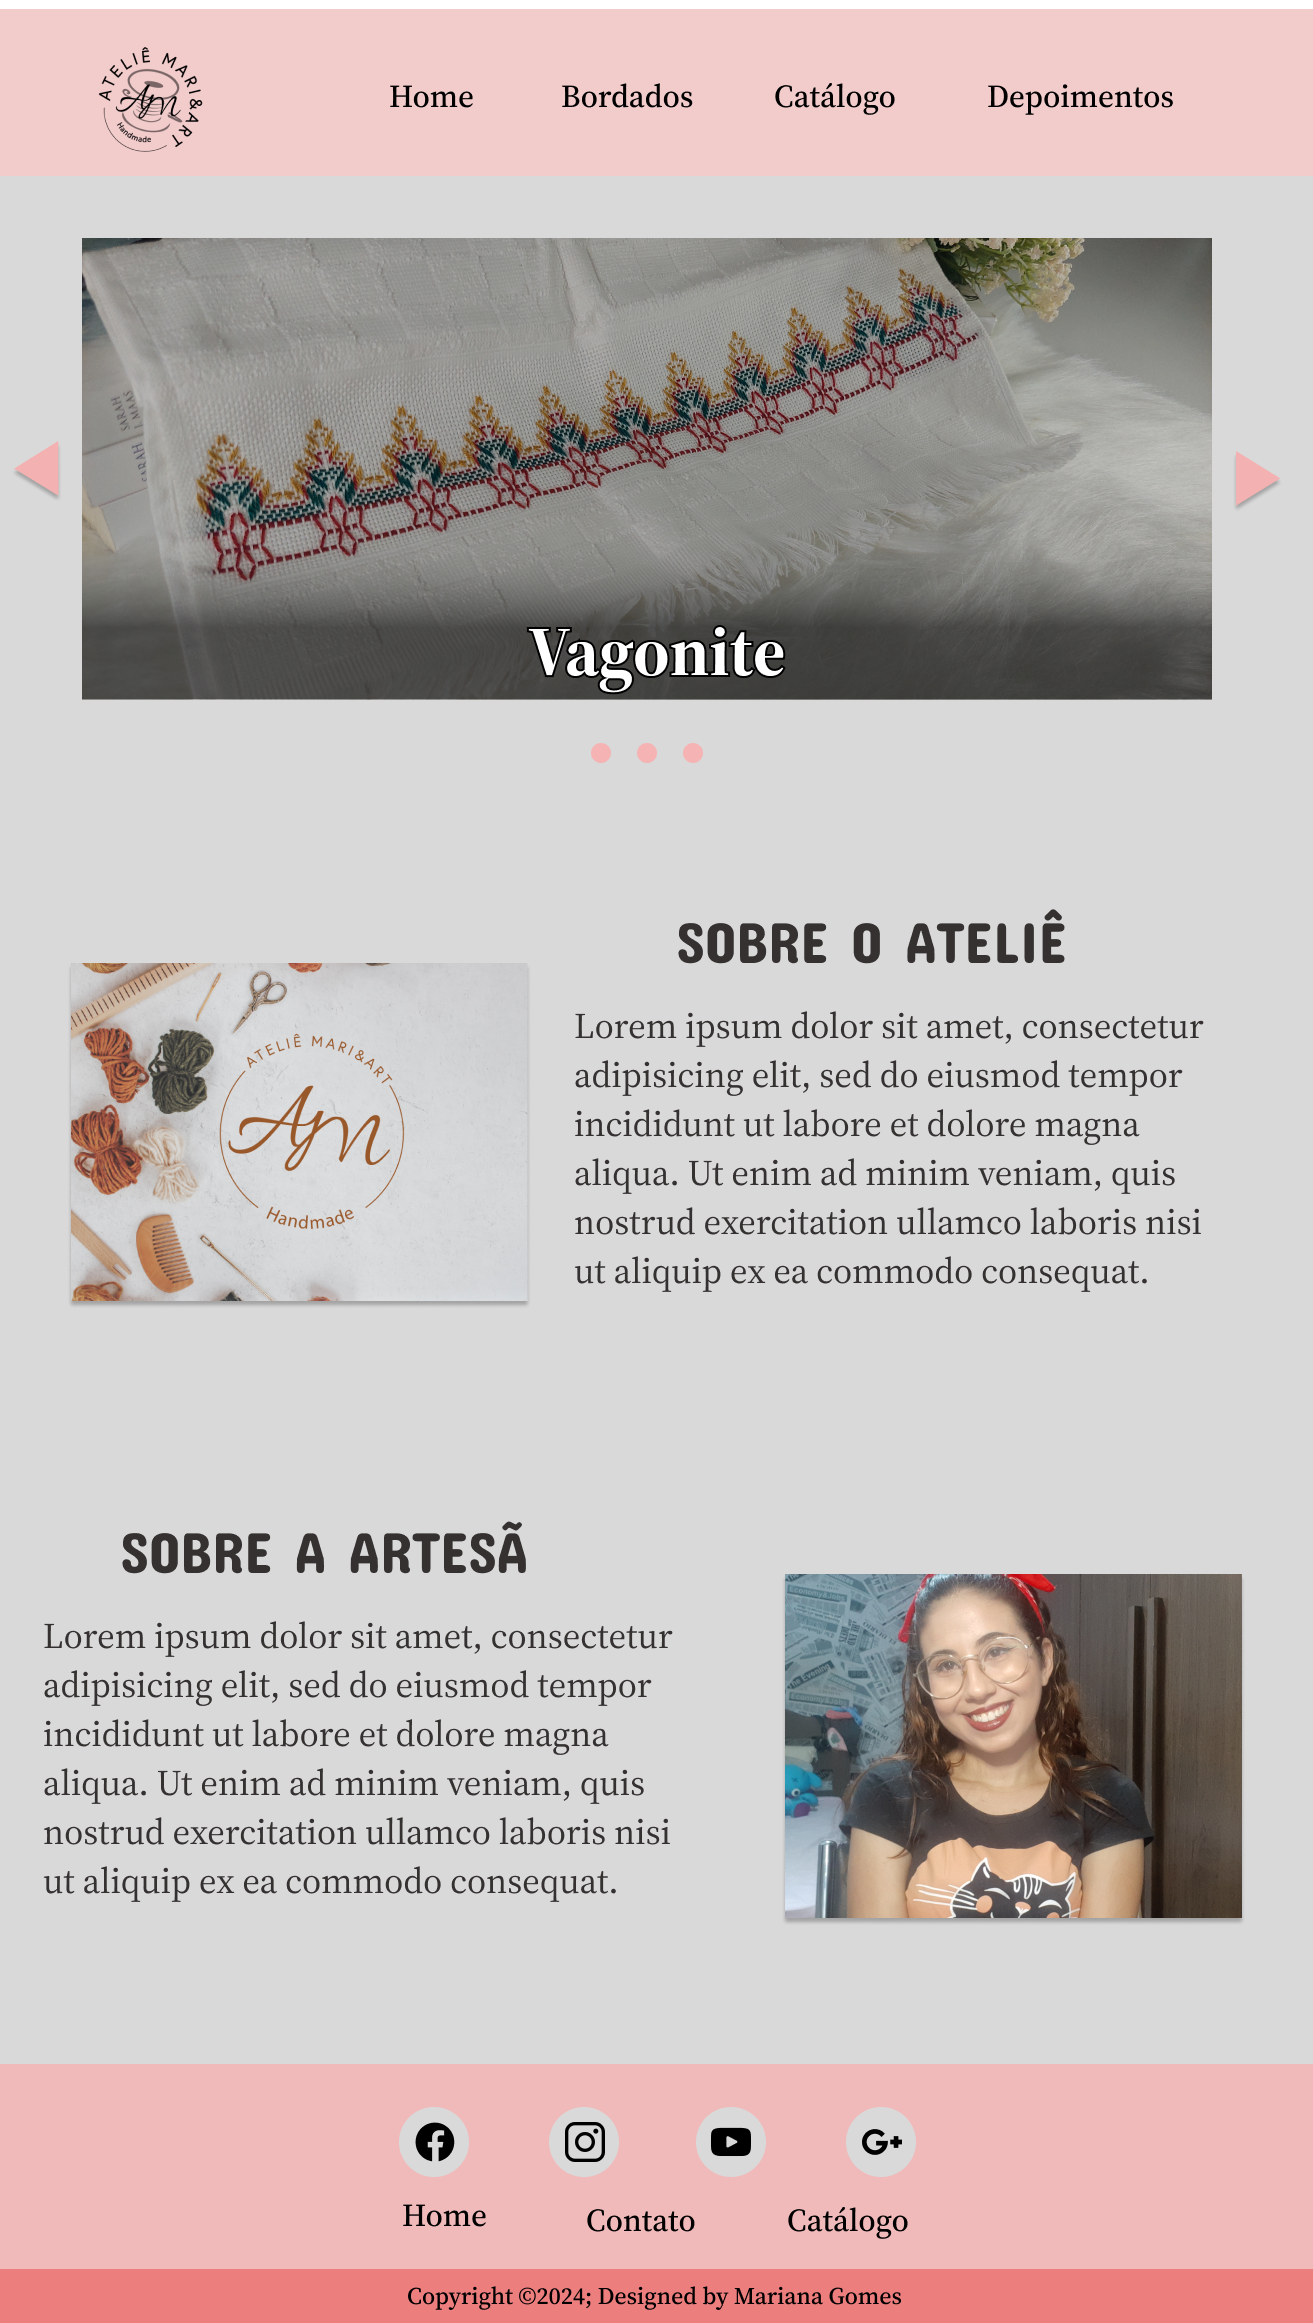 ATELIÊ MARI&ART
AM
Handmade
Home Bordados Catálogo Depoimentos
SARAH
J. MAAS
SARAH
Vagonite
SOBRE O ATELIÊ
ATELIÊ MARI&ART
AM
Handmade
Lorem ipsum dolor sit amet, consectetur
adipisicing elit, sed do eiusmod tempor
incididunt ut labore et dolore magna
aliqua. Ut enim ad minim veniam, quis
nostrud exercitation ullamco laboris nisi
ut aliquip ex ea commodo consequat.
SOBRE A ARTESÃ
Lorem ipsum dolor sit amet, consectetur
adipisicing elit, sed do eiusmod tempor
incididunt ut labore et dolore magna
aliqua. Ut enim ad minim veniam, quis
nostrud exercitation ullamco laboris nisi
ut aliquip ex ea commodo consequat.
G+
Home Contato Catálogo
Copyright ©2024; Designed by Mariana Gomes